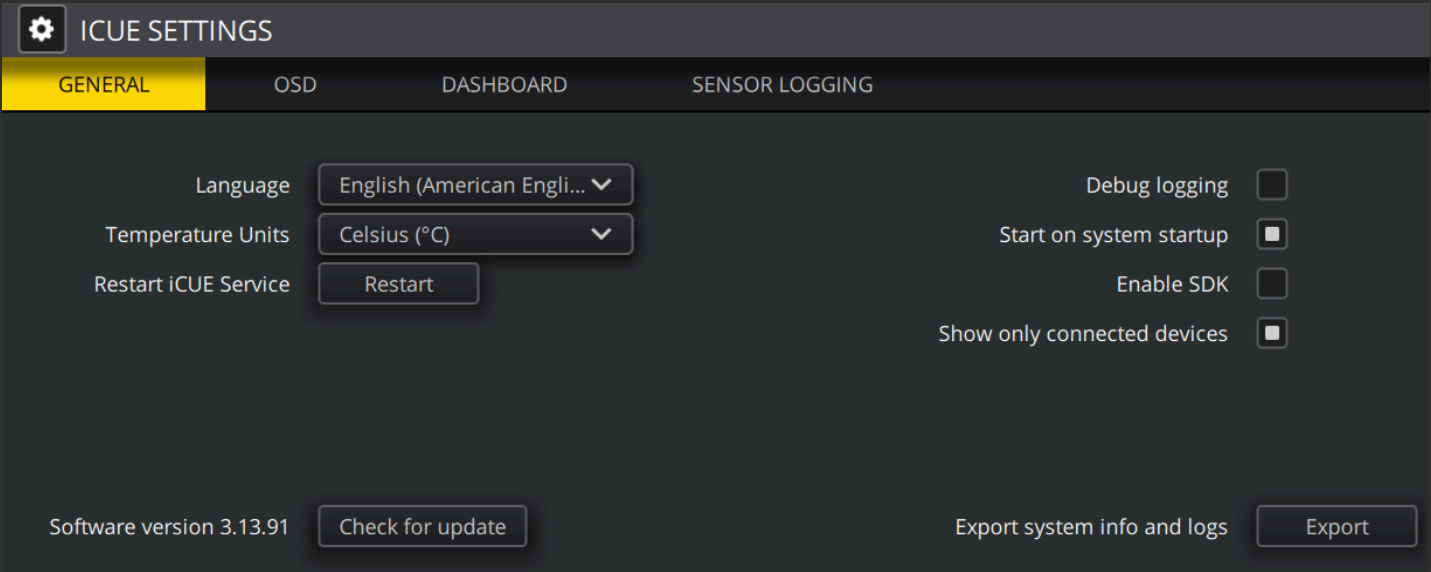 ICUE SETTINGS
GENERAL OSD DASHBOARD SENSOR LOGGING
Language English (American Engli... Debug logging
Temperature Units Celsius (°C) Start on system startup
Restart iCUE Service Restart Enable SDK
Show only connected devices
Software version 3.13.91 Check for update Export system info and logs Export